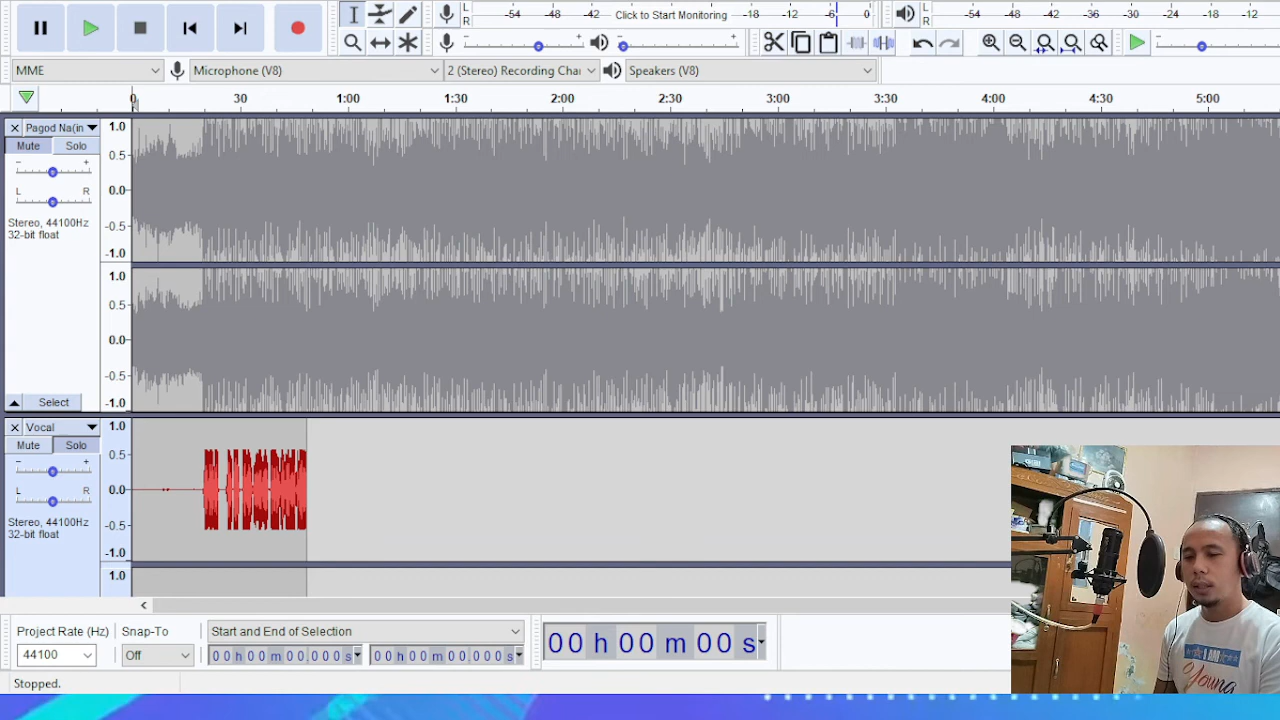 L
R
-54 -48 -42 Click to Start Monitoring -18 -12 -6 0
L
R
-54 -48 -42 -36 -30 -24 -18 -12
MME
Microphone (V8)
2 (Stereo) Recording Chai
Speakers (V8)
0 30 1:00 1:30 2:00 2:30 3:00 3:30 4:00 4:30 5:00
Pagod Na(in
Mute Solo
- +
L R
Stereo, 44100Hz
32-bit float
Select
1.0
0.5
0.0
-0.5
-1.0
1.0
0.5
0.0
-0.5
-1.0
Vocal
Mute Solo
- +
L R
Stereo, 44100Hz
32-bit float
1.0
0.5
0.0
-0.5
-1.0
1.0
Project Rate (Hz)
44100
Snap-To
Off
Start and End of Selection
00 h 00 m 00.000 s
00 h 00 m 00.000 s
00 h 00 m 00 s
Stopped.
I AM
Young